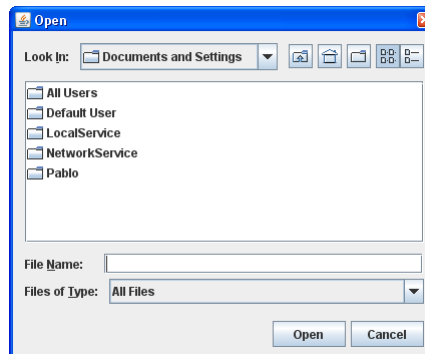 Open
Look In: Documents and Settings
All Users
Default User
LocalService
NetworkService
Pablo
File Name:
Files of Type: All Files
Open Cancel